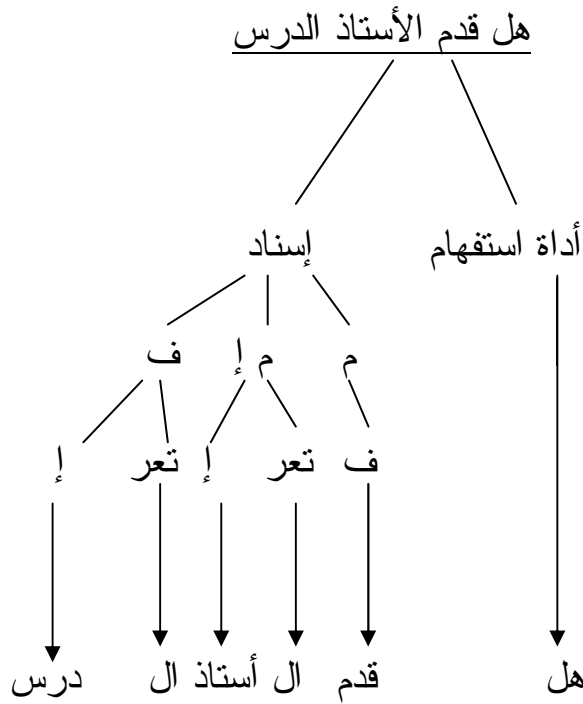 هل قدم الأستاذ الدرس
أداة استفهام إسناد
م م إ ف
ف تعر إ تعر إ
هل قدم ال أستاذ ال درس